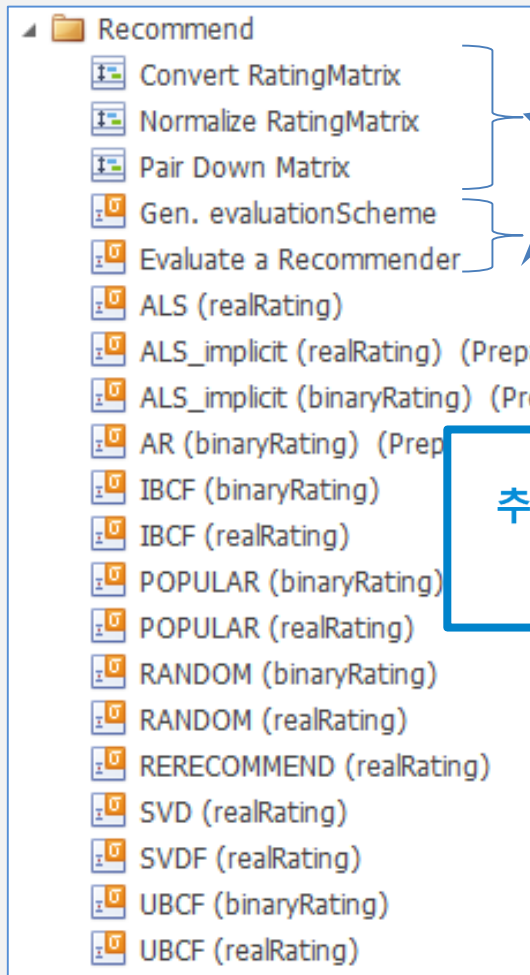 Recommend
Convert RatingMatrix
Normalize RatingMatrix
Pair Down Matrix
Gen. evaluationScheme
Evaluate a Recommender
ALS (realRating)
ALS_implicit (realRating) (Prep
ALS_implicit (binaryRating) (Pr
AR (binaryRating) (Prep
IBCF (binaryRating)
추
IBCF (realRating)
POPULAR (binaryRating)
POPULAR (realRating)
RANDOM (binaryRating)
RANDOM (realRating)
RERECOMMEND (realRating)
SVD (realRating)
SVDF (realRating)
UBCF (binaryRating)
UBCF (realRating)